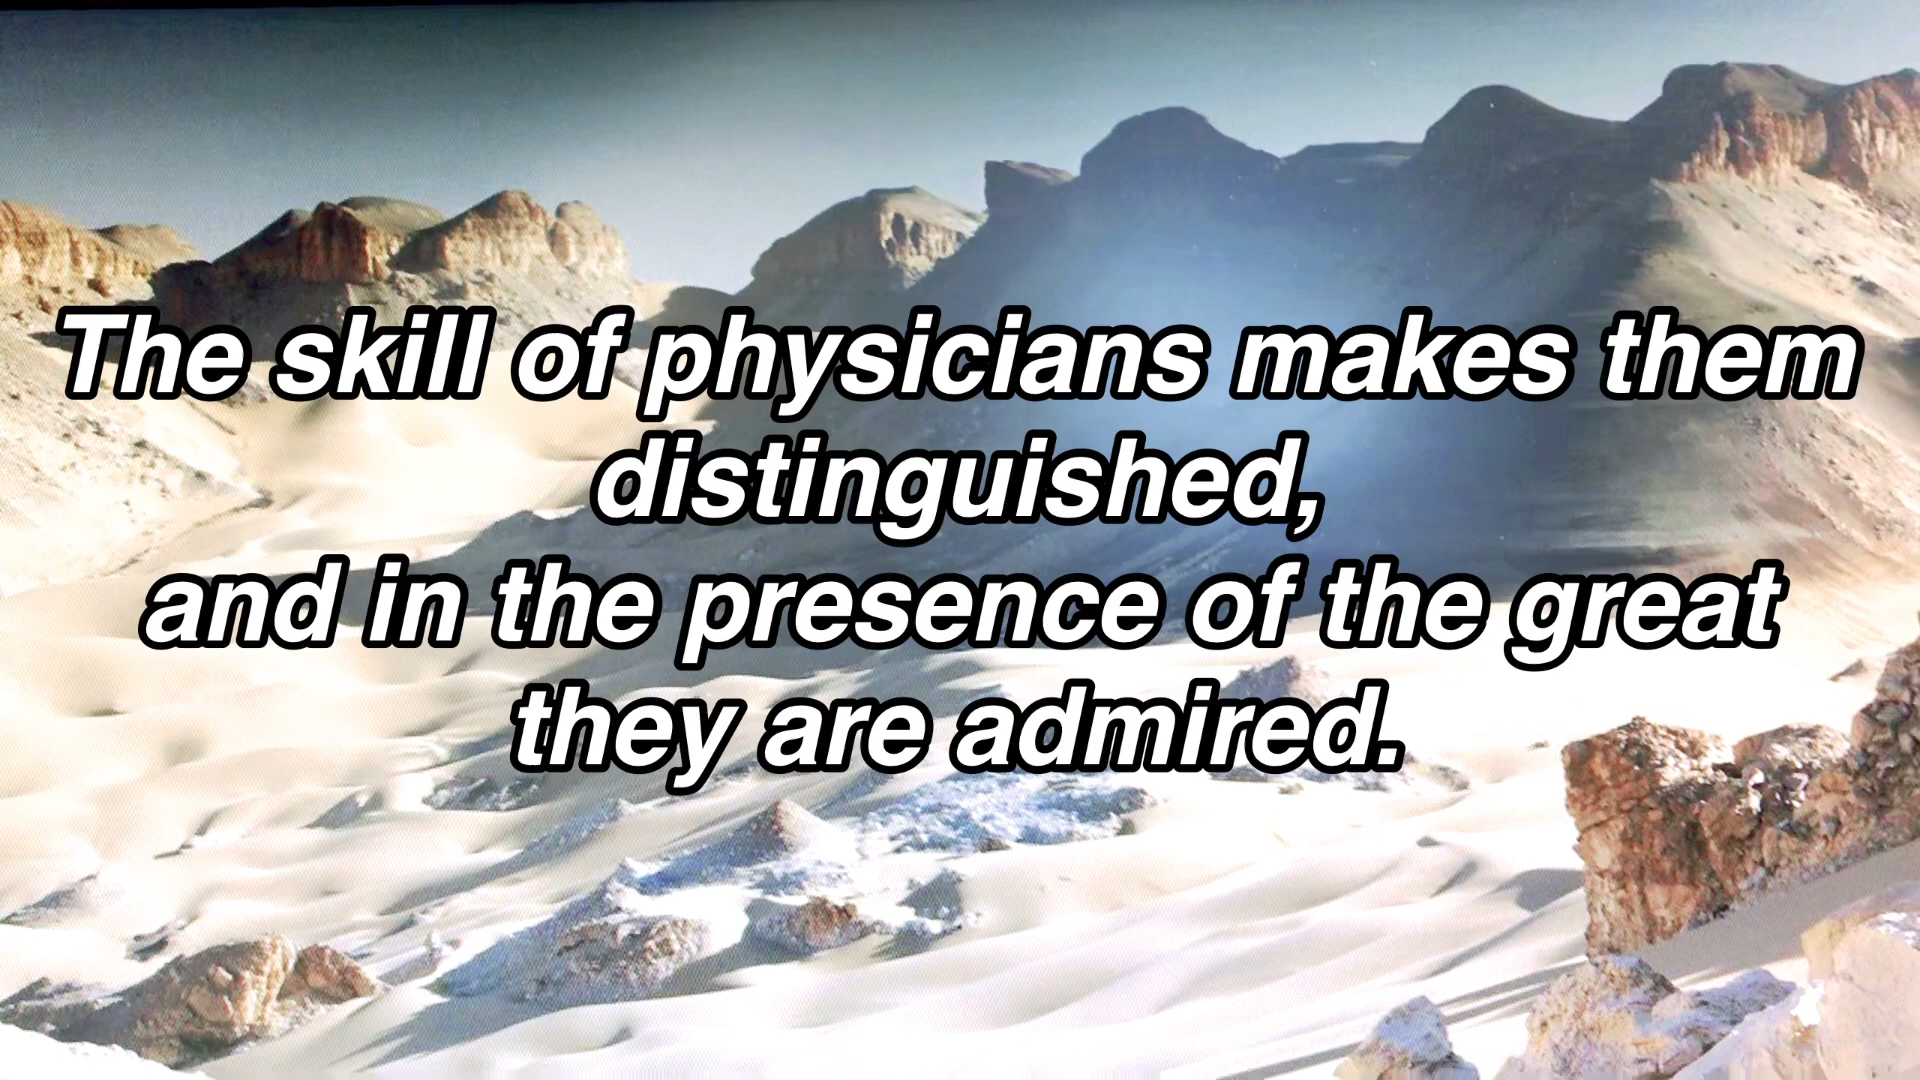 The skill of physicians makes them
distinguished,
and in the presence of the great
they are admired.